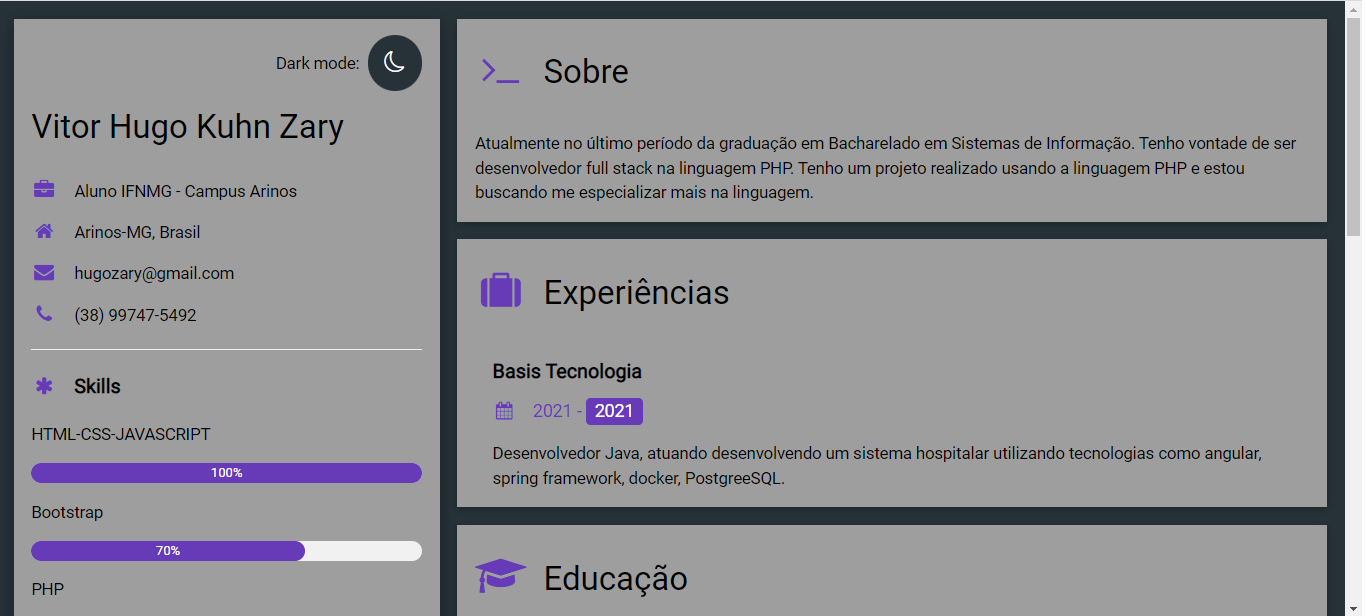 Dark mode:
Vitor Hugo Kuhn Zary
Aluno IFNMG - Campus Arinos
Arinos-MG, Brasil
hugozary@gmail.com
(38) 99747-5492
Skills
HTML-CSS-JAVASCRIPT
100%
Bootstrap
70%
PHP
Sobre
Atualmente no último período da graduação em Bacharelado em Sistemas de Informação. Tenho vontade de ser
desenvolvedor full stack na linguagem PHP. Tenho um projeto realizado usando a linguagem PHP e estou
buscando me especializar mais na linguagem.
Experiências
Basis Tecnologia
2021 - 2021
Desenvolvedor Java, atuando desenvolvendo um sistema hospitalar utilizando tecnologias como angular,
spring framework, docker, PostgreeSQL.
Educação